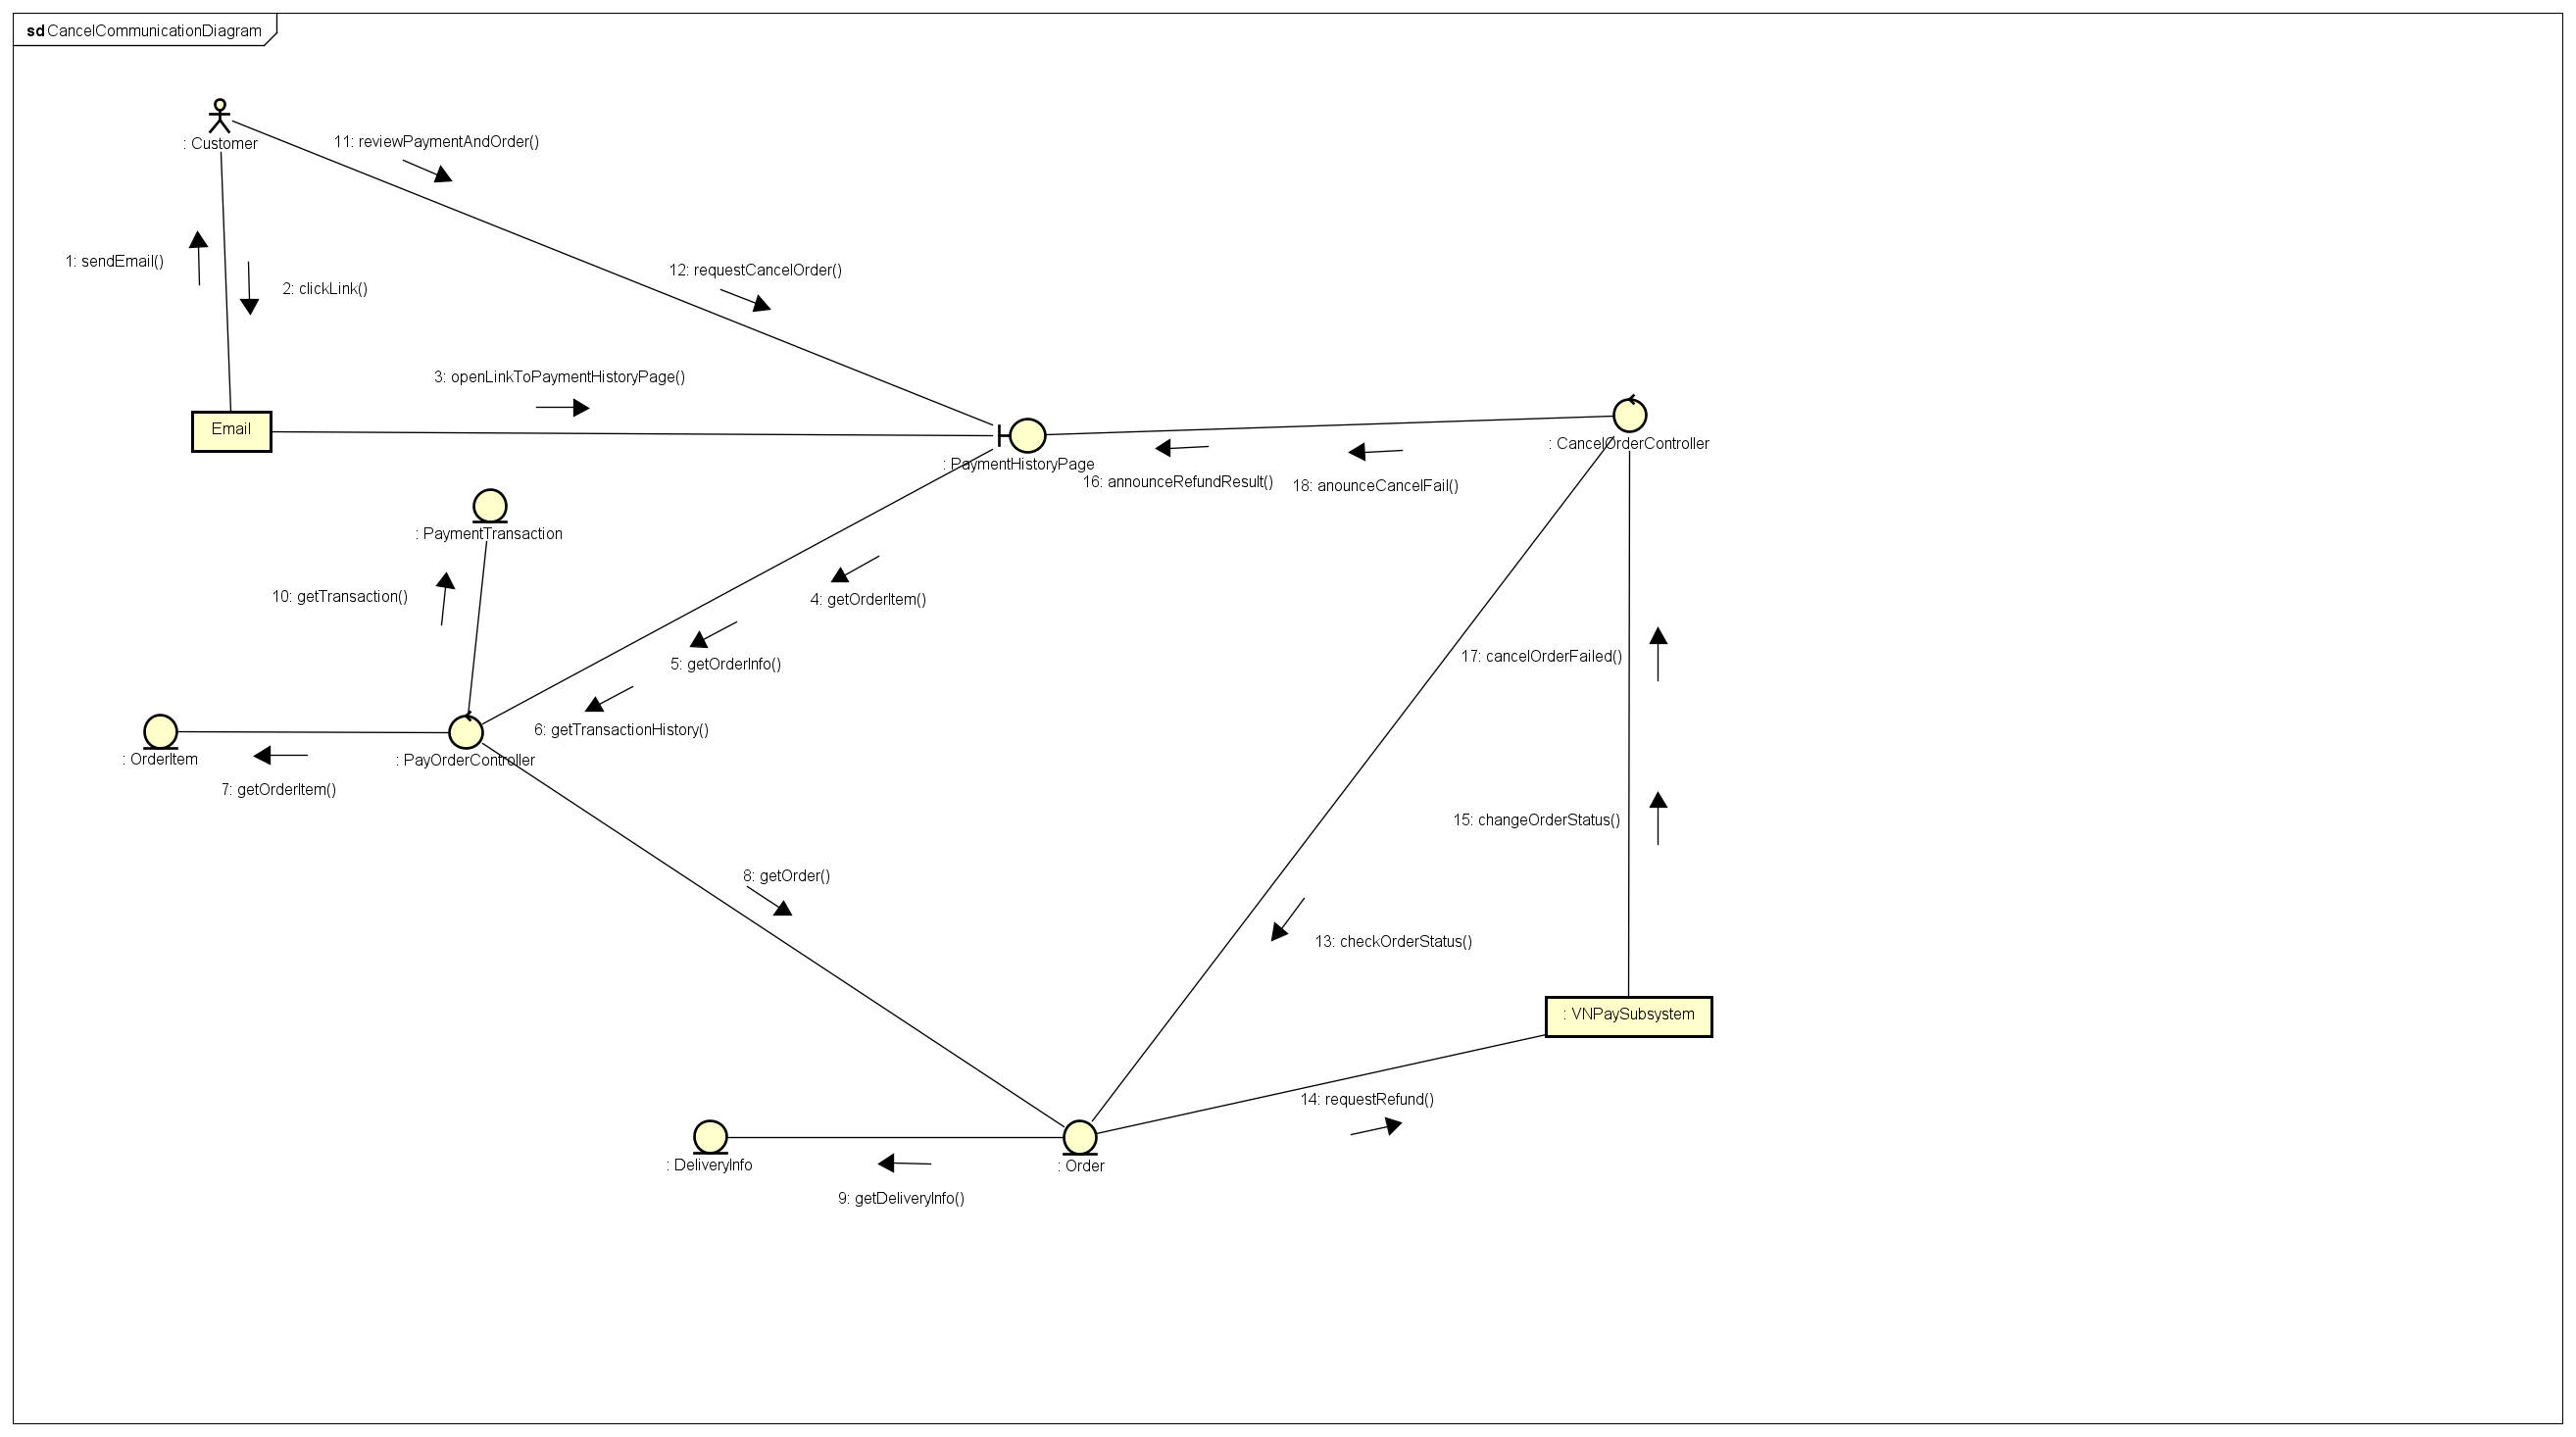 sd CancelCommunicationDiagram
: Customer
11: reviewPaymentAndOrder()
1: sendEmail()
2: clickLink()
12: requestCancelOrder()
3: openLinkToPaymentHistoryPage()
Email
: PaymentHistoryPage
: CancelOrderController
16: announceRefundResult()
18: anounceCancelFail()
: PaymentTransaction
10: getTransaction()
4: getOrderItem()
5: getOrderInfo()
17: cancelOrderFailed()
6: getTransactionHistory()
: OrderItem
: PayOrderController
7: getOrderItem()
15: changeOrderStatus()
8: getOrder()
13: checkOrderStatus()
: VNPaySubsystem
14: requestRefund()
: DeliveryInfo
: Order
9: getDeliveryInfo()